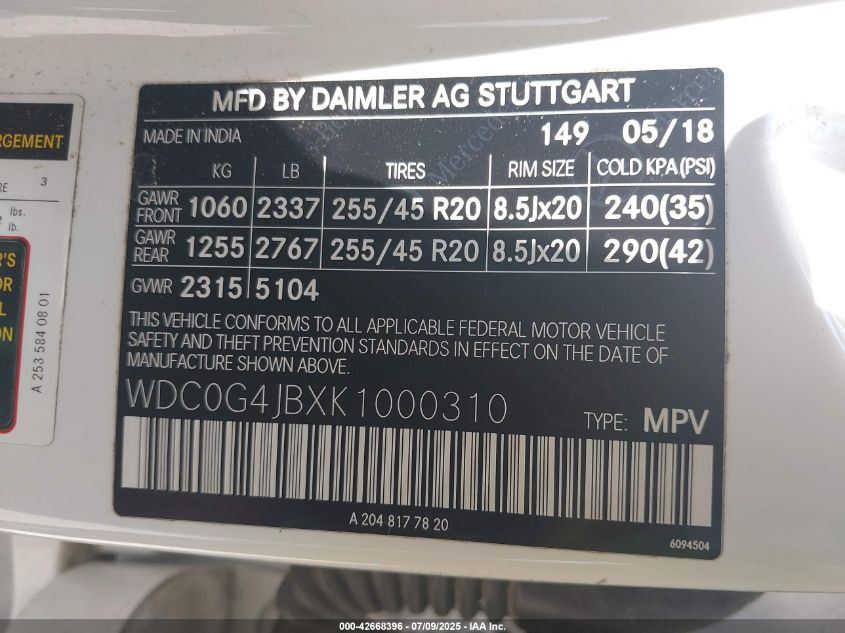 MFD BY DAIMLER AG STUTTGART
MADE IN INDIA 149 05/18
KG LB TIRES RIM SIZE COLD KPA(PSI)
GAWR FRONT 1060 2337 255/45 R20 8.5Jx20 240(35)
GAWR REAR 1255 2767 255/45 R20 8.5Jx20 290(42)
GVWR 2315 5104
THIS VEHICLE CONFORMS TO ALL APPLICABLE FEDERAL MOTOR VEHICLE
SAFETY AND THEFT PREVENTION STANDARDS IN EFFECT ON THE DATE OF
MANUFACTURE SHOWN ABOVE.
WDC0G4JBXK1000310
TYPE: MPV
A 204 817 78 20
6094504
3
lbs.
lb.
A 253 584 08 01
000-42668396 - 07/09/2025 - IAA Inc.